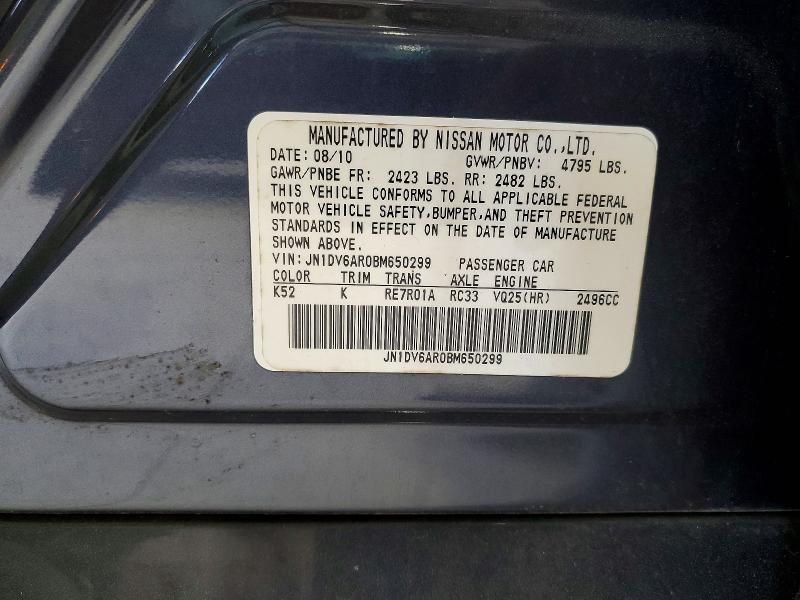 MANUFACTURED BY NISSAN MOTOR CO.,LTD.
DATE: 08/10 GVWR/PNBV: 4795 LBS.
GAWR/PNBE FR: 2423 LBS. RR: 2482 LBS.
THIS VEHICLE CONFORMS TO ALL APPLICABLE FEDERAL
MOTOR VEHICLE SAFETY,BUMPER,AND THEFT PREVENTION
STANDARDS IN EFFECT ON THE DATE OF MANUFACTURE
SHOWN ABOVE.
VIN: JN1DV6AR0BM650299 PASSENGER CAR
COLOR TRIM TRANS AXLE ENGINE
K52 K RE7R01A RC33 VQ25(HR) 2496CC
JN1DV6AR0BM650299